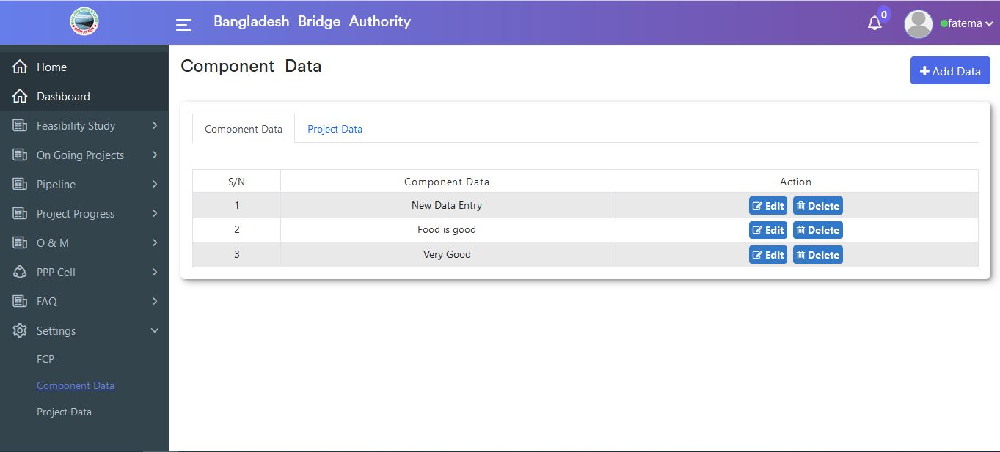 Bangladesh Bridge Authority
0
fatema
Home
Dashboard
Feasibility Study
On Going Projects
Pipeline
Project Progress
O & M
PPP Cell
FAQ
Settings
FCP
Component Data
Project Data
Component Data
Add Data
Component Data Project Data
S/N Component Data Action
1 New Data Entry Edit Delete
2 Food is good Edit Delete
3 Very Good Edit Delete